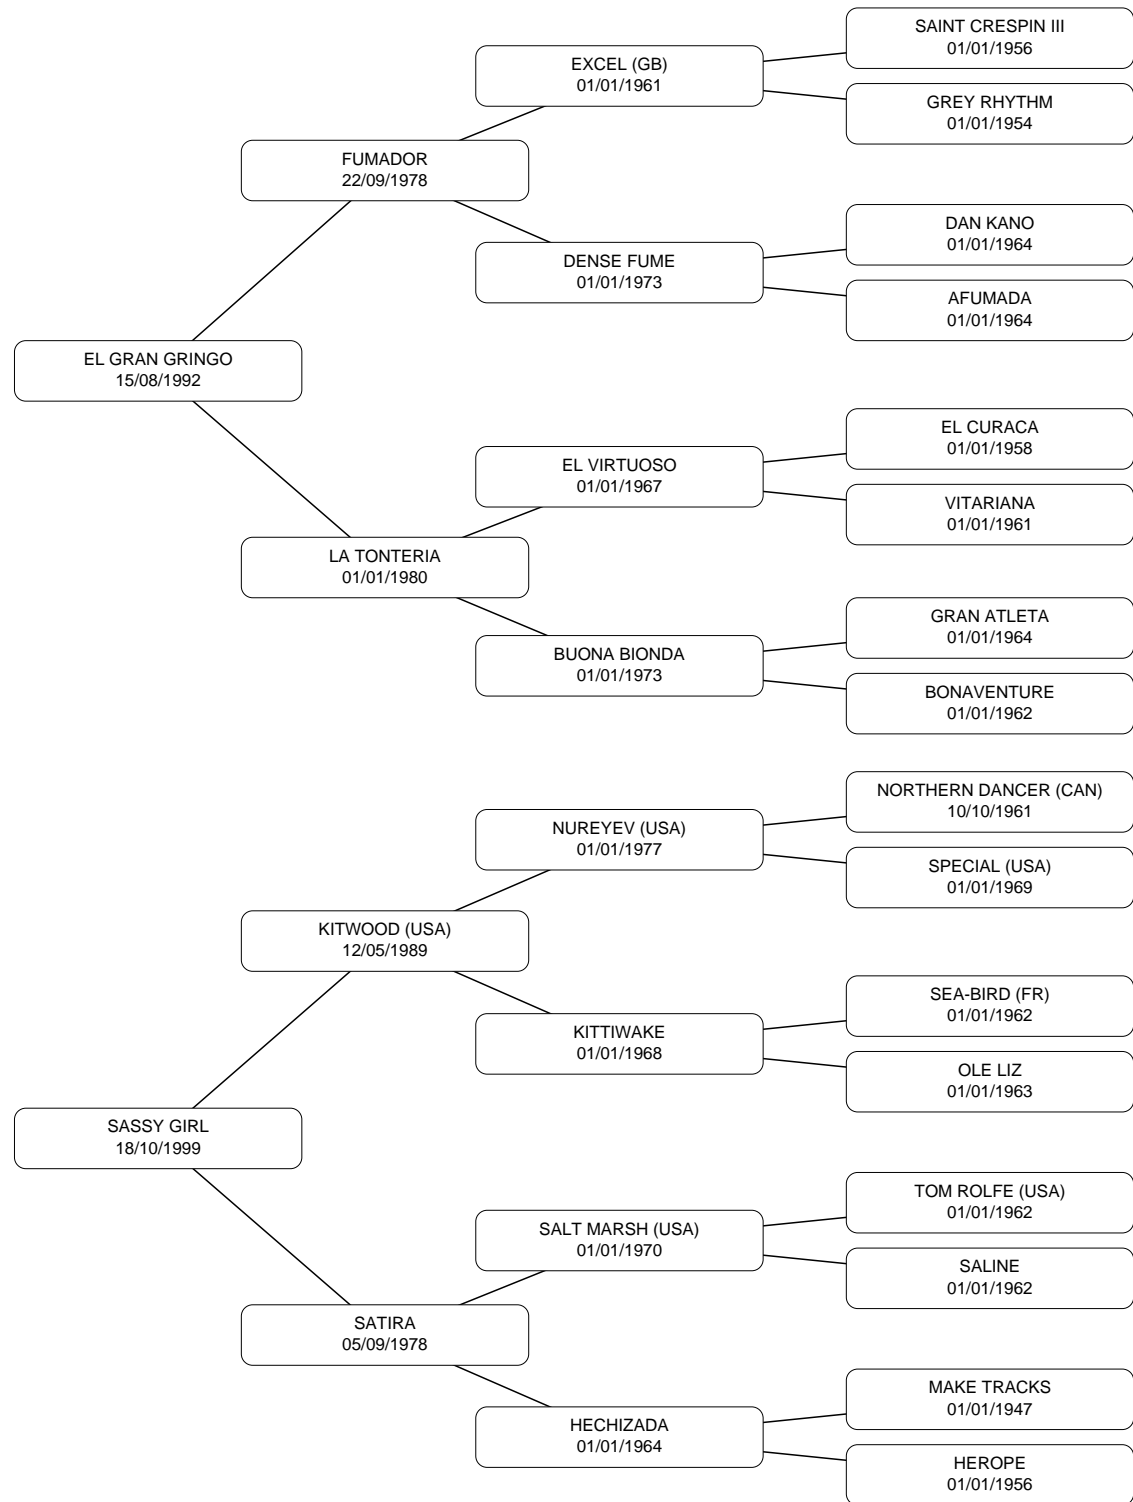 SAINT CRESPIN III
01/01/1956
EXCEL (GB)
01/01/1961
GREY RHYTHM
01/01/1954
FUMADOR
22/09/1978
DAN KANO
01/01/1964
DENSE FUME
01/01/1973
AFUMADA
01/01/1964
EL GRAN GRINGO
15/08/1992
EL CURACA
01/01/1958
EL VIRTUOSO
01/01/1967
VITARIANA
01/01/1961
LA TONTERIA
01/01/1980
GRAN ATLETA
01/01/1964
BUONA BIONDA
01/01/1973
BONAVENTURE
01/01/1962
NORTHERN DANCER (CAN)
10/10/1961
NUREYEV (USA)
01/01/1977
SPECIAL (USA)
01/01/1969
KITWOOD (USA)
12/05/1989
SEA-BIRD (FR)
01/01/1962
KITTIWAKE
01/01/1968
OLE LIZ
01/01/1963
SASSY GIRL
18/10/1999
TOM ROLFE (USA)
01/01/1962
SALT MARSH (USA)
01/01/1970
SALINE
01/01/1962
SATIRA
05/09/1978
MAKE TRACKS
01/01/1947
HECHIZADA
01/01/1964
HEROPE
01/01/1956